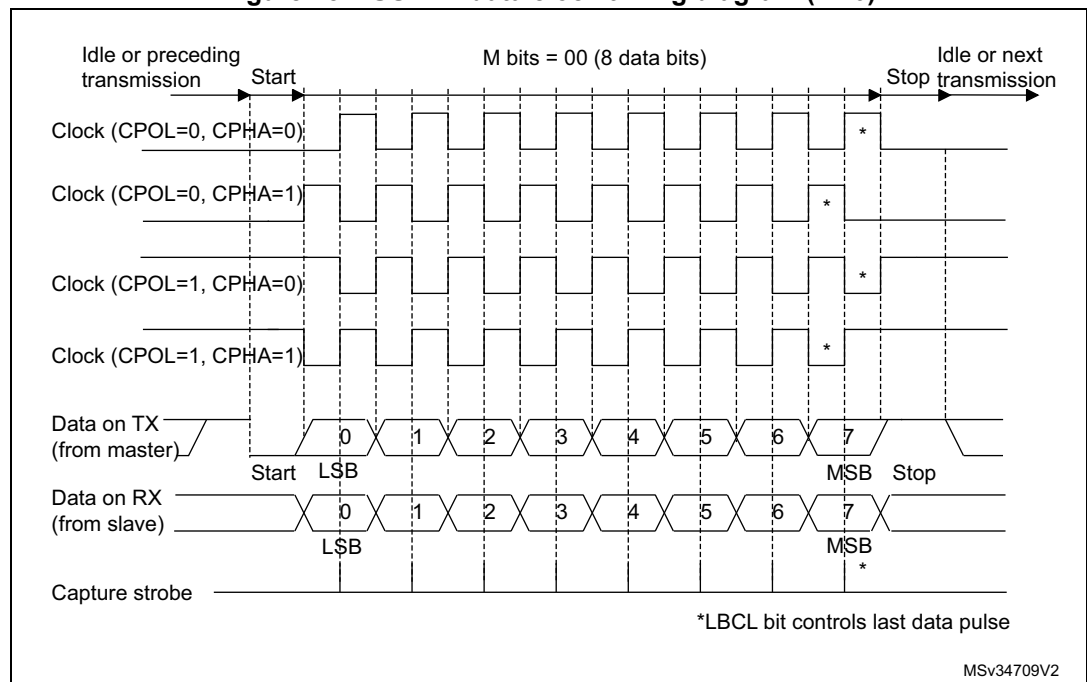 Idle or preceding
transmission
Start
M bits = 00 (8 data bits)
Stop
Idle or next
transmission
Clock (CPOL=0, CPHA=0)
*
Clock (CPOL=0, CPHA=1)
*
Clock (CPOL=1, CPHA=0)
*
Clock (CPOL=1, CPHA=1)
*
Data on TX
(from master)
0 1 2 3 4 5 6 7
Start LSB MSB Stop
Data on RX
(from slave)
0 1 2 3 4 5 6 7
LSB MSB
*
Capture strobe
*LBCL bit controls last data pulse
MSv34709V2